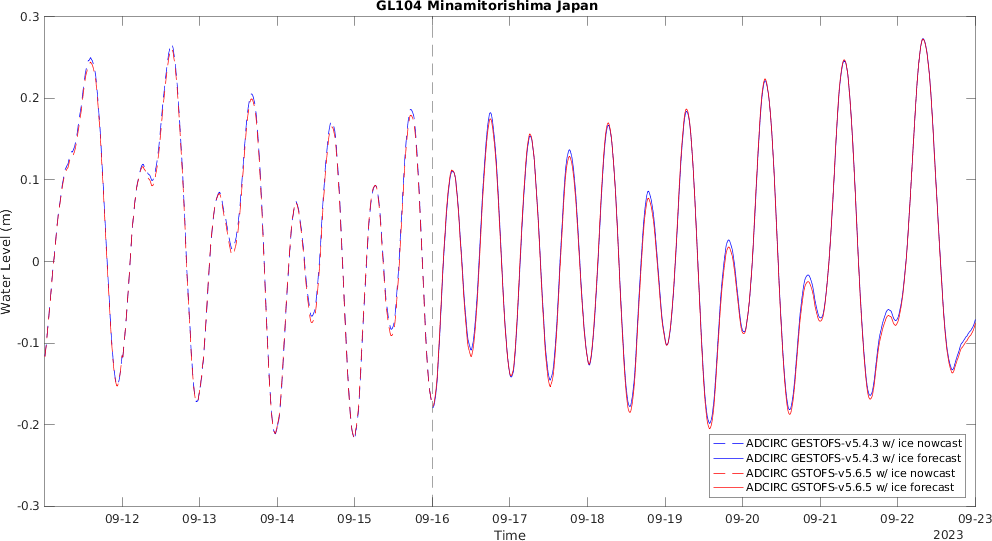 GL104 Minamitorishima Japan
Water Level (m)
0.3
0.2
0.1
0
-0.1
-0.2
-0.3
ADCIRC GESTOFS-v5.4.3 w/ ice nowcast
ADCIRC GESTOFS-v5.4.3 w/ ice forecast
ADCIRC GSTOFS-v5.6.5 w/ ice nowcast
ADCIRC GSTOFS-v5.6.5 w/ ice forecast
09-12 09-13 09-14 09-15 09-16 09-17 09-18 09-19 09-20 09-21 09-22 09-23
Time
2023